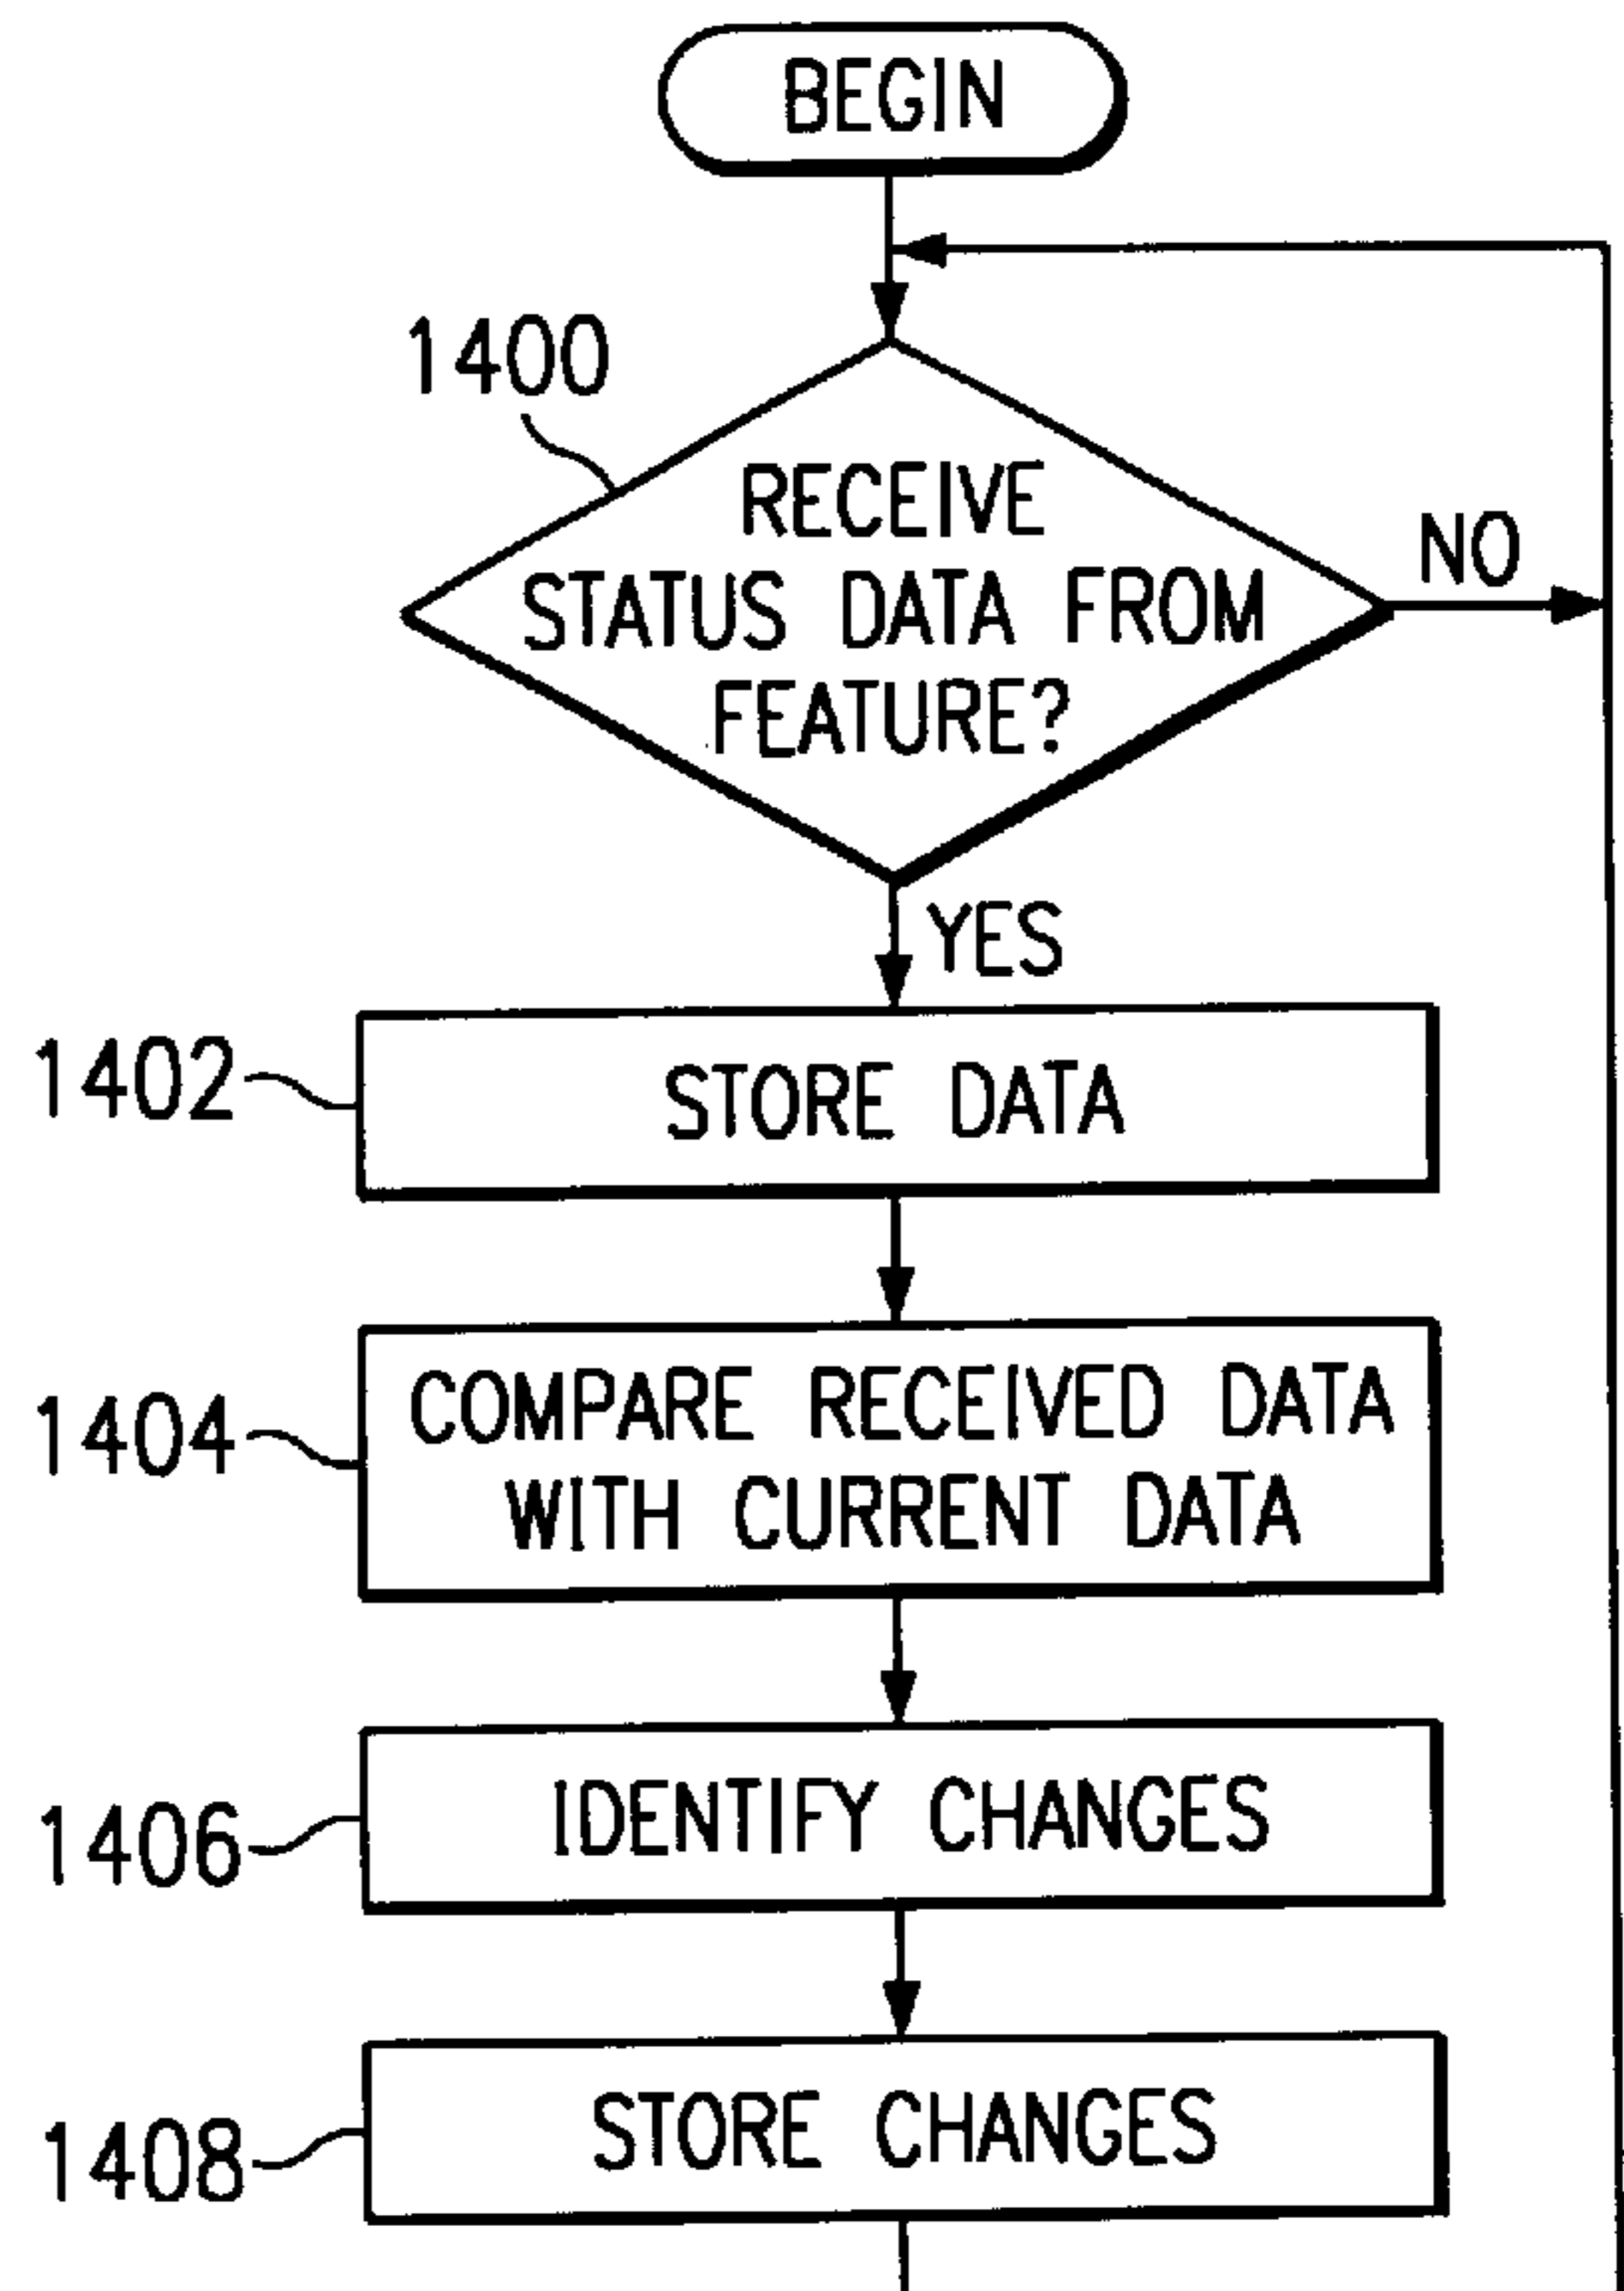 BEGIN
1400
RECEIVE
STATUS DATA FROM
FEATURE?
NO
YES
1402
STORE DATA
1404
COMPARE RECEIVED DATA
WITH CURRENT DATA
1406
IDENTIFY CHANGES
1408
STORE CHANGES